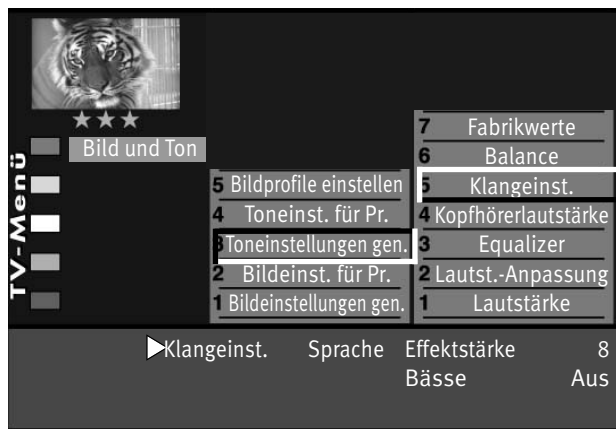 TV-Menü
Bild und Ton
5 Bildprofile einstellen
4 Toneinst. für Pr.
3 Toneinstellungen gen.
2 Bildeinst. für Pr.
1 Bildeinstellungen gen.
7 Fabrikwerte
6 Balance
5 Klangeinst.
4 Kopfhörerlautstärke
3 Equalizer
2 Lautst.-Anpassung
1 Lautstärke
Klangeinst. Sprache Effektstärke 8
Bässe Aus